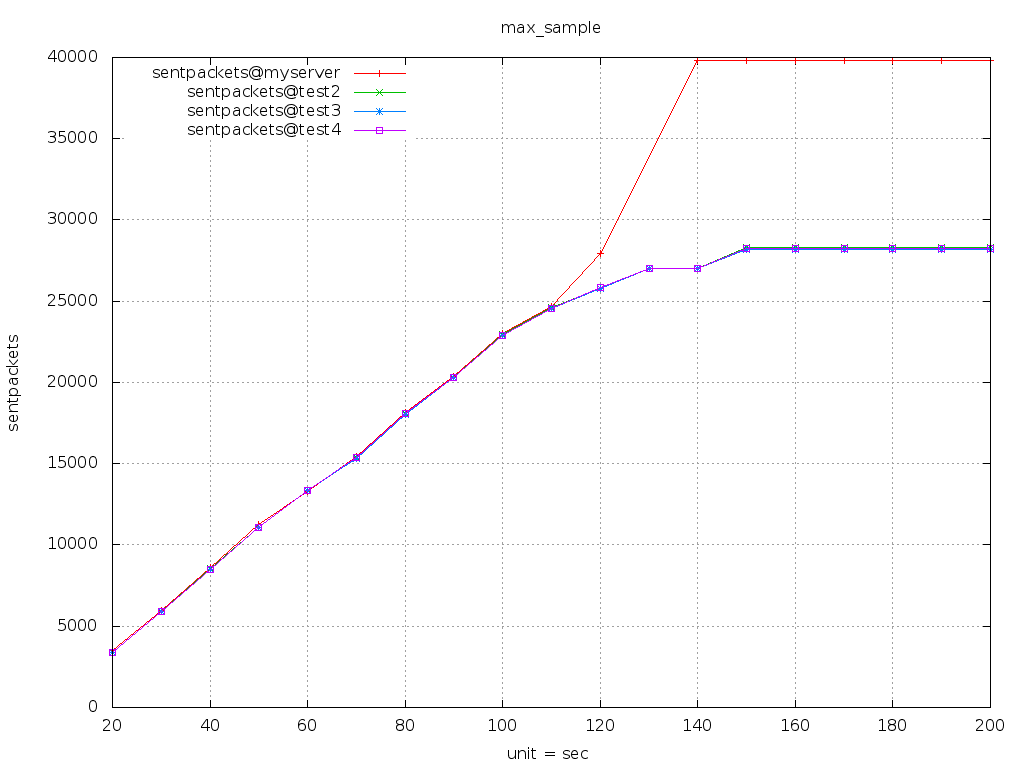 max_sample
40000
35000
30000
25000
20000
15000
10000
5000
0
sentpackets@myserver
sentpackets@test2
sentpackets@test3
sentpackets@test4
sentpackets
20 40 60 80 100 120 140 160 180 200
unit = sec